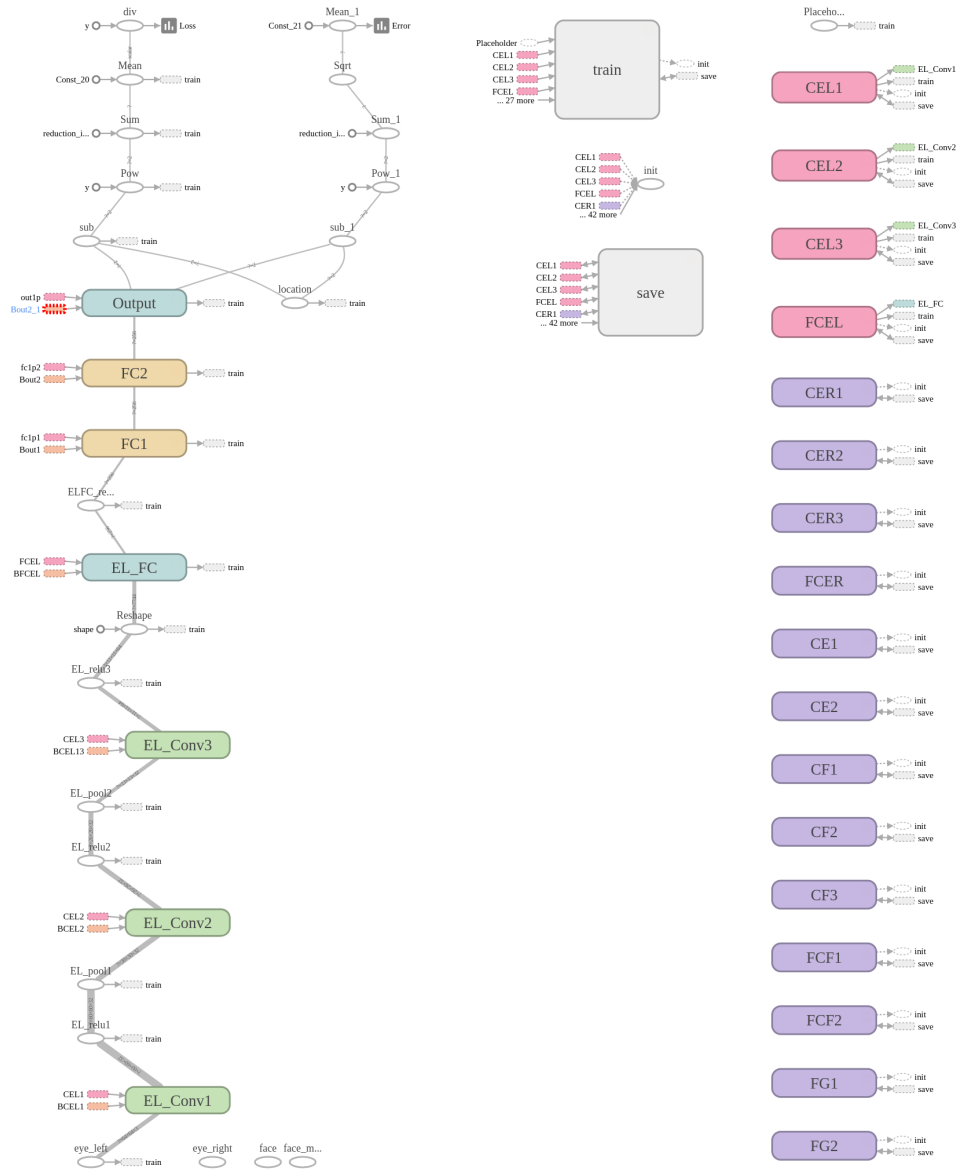 div
y
Loss
Mean
Const_20
train
Sum
reduction_i...
train
Pow
y
train
sub
train
Mean_1
Const_21
Error
Sqrt
Sum_1
reduction_i...
Pow_1
y
sub_1
location
train
out1p
Bout2_1
Output
train
fc1p2
Bout2
FC2
train
fc1p1
Bout1
FC1
train
ELFC_re...
train
FCEL
BFCEL
EL_FC
train
Reshape
shape
train
EL_relu3
train
CEL3
BCEL13
EL_Conv3
EL_pool2
train
EL_relu2
train
CEL2
BCEL2
EL_Conv2
EL_pool1
train
EL_relu1
train
CEL1
BCEL1
EL_Conv1
eye_left
train
eye_right
face
face_m...
Placeholder
CEL1
CEL2
CEL3
FCEL
... 27 more
train
init
save
CEL1
CEL2
CEL3
FCEL
CER1
... 42 more
init
CEL1
CEL2
CEL3
FCEL
CER1
... 42 more
save
Placeho...
train
CEL1
EL_Conv1
train
init
save
CEL2
EL_Conv2
train
init
save
CEL3
EL_Conv3
train
init
save
FCEL
EL_FC
train
init
save
CER1
init
save
CER2
init
save
CER3
init
save
FCER
init
save
CE1
init
save
CE2
init
save
CF1
init
save
CF2
init
save
CF3
init
save
FCF1
init
save
FCF2
init
save
FG1
init
save
FG2
init
save